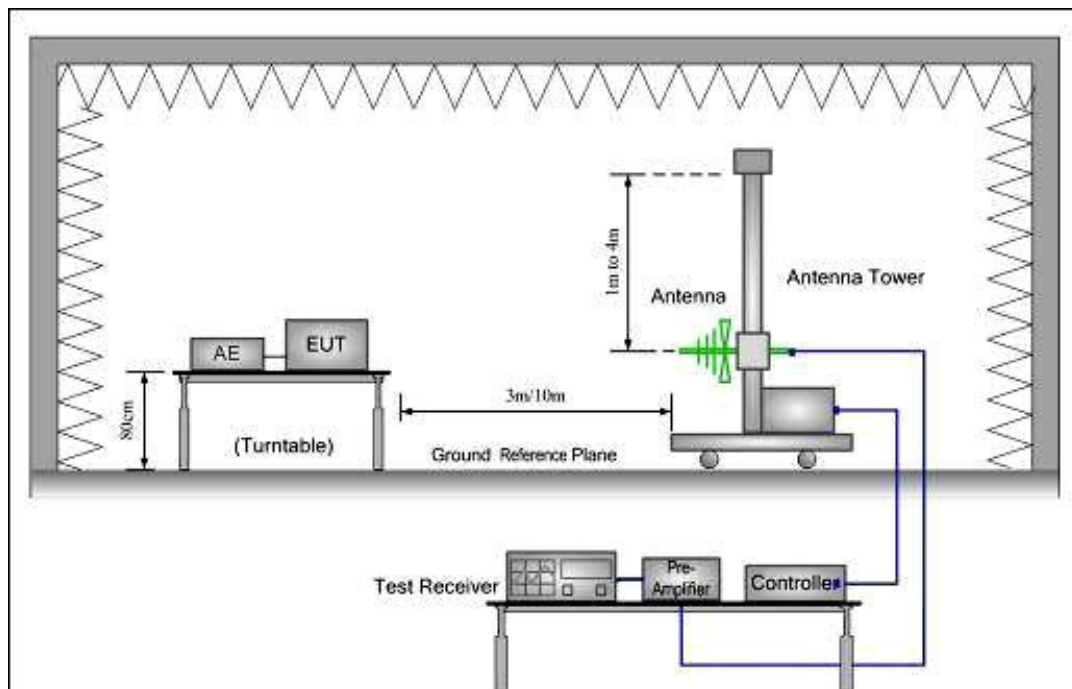 1m to 4m
Antenna Tower
Antenna
AE
EUT
80cm
3m/10m
(Turntable)
Ground Reference Plane
Test Receiver
Pre-
Amplifier
Controller